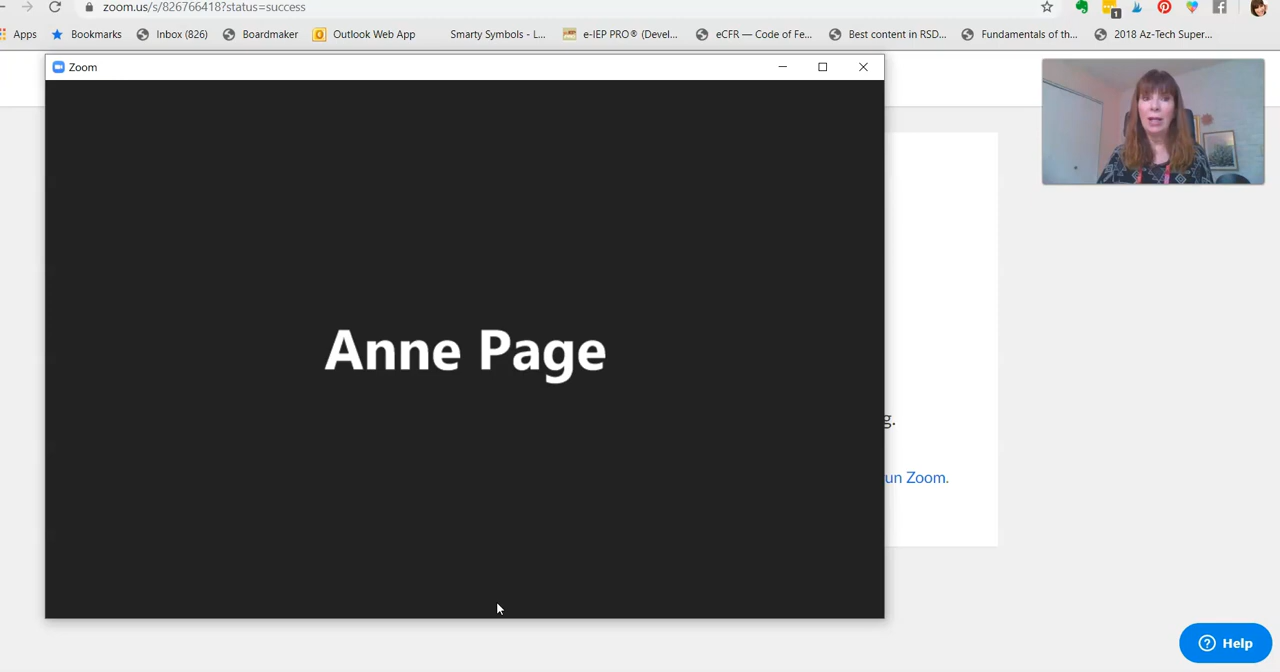 zoom.us/s/826766418?status=success
1
Apps Bookmarks Inbox (826) Boardmaker Outlook Web App Smarty Symbols - L... e-IEP PRO® (Devel... eCFR — Code of Fe... Best content in RSD... Fundamentals of th... 2018 Az-Tech Super...
Zoom
Anne Page
g.
un Zoom.
Help